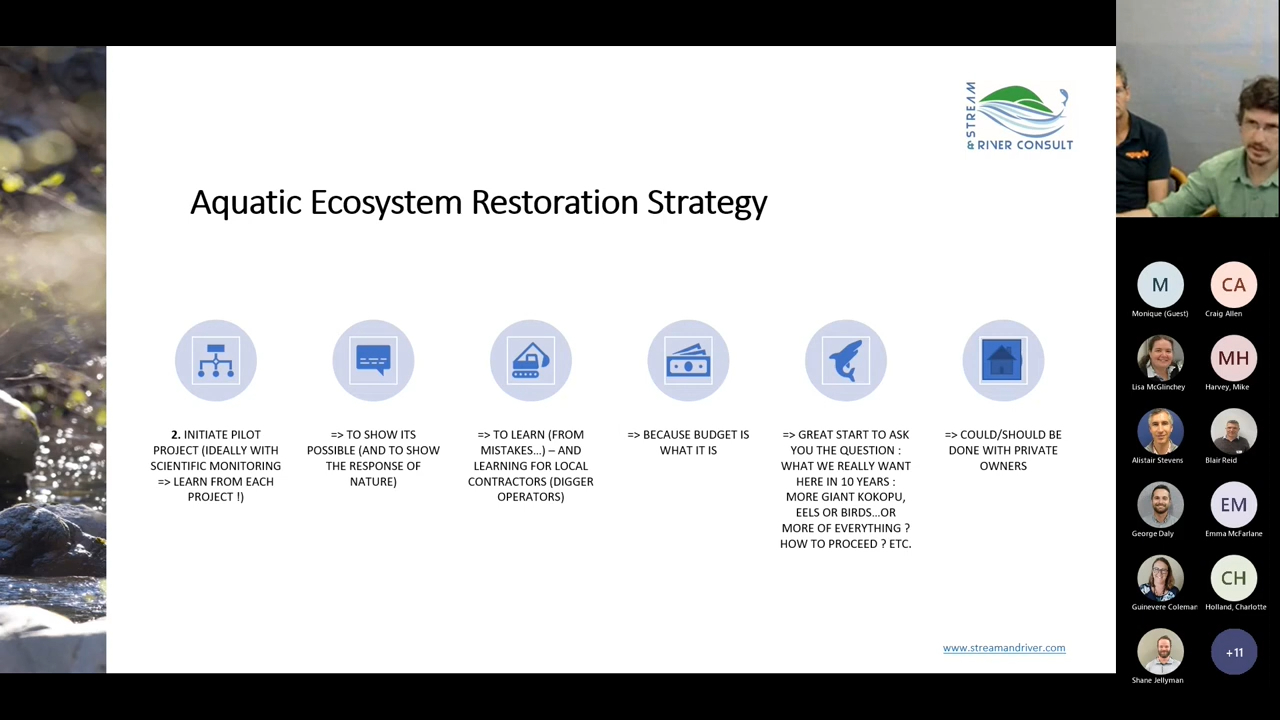 & STREAM
RIVER CONSULT
Aquatic Ecosystem Restoration Strategy
2. INITIATE PILOT
PROJECT (IDEALLY WITH
SCIENTIFIC MONITORING
=> LEARN FROM EACH
PROJECT !)
=> TO SHOW ITS
POSSIBLE (AND TO SHOW
THE RESPONSE OF
NATURE)
=> TO LEARN (FROM
MISTAKES...) – AND
LEARNING FOR LOCAL
CONTRACTORS (DIGGER
OPERATORS)
=> BECAUSE BUDGET IS
WHAT IT IS
=> GREAT START TO ASK
YOU THE QUESTION :
WHAT WE REALLY WANT
HERE IN 10 YEARS :
MORE GIANT KOKOPU,
EELS OR BIRDS...OR
MORE OF EVERYTHING ?
HOW TO PROCEED ? ETC.
=> COULD/SHOULD BE
DONE WITH PRIVATE
OWNERS
www.streamandriver.com
M
CA
Monique (Guest)
Craig Allen
MH
Lisa McGlinchey
Harvey, Mike
Alistair Stevens
Blair Reid
EM
George Daly
Emma McFarlane
CH
Guinevere Coleman
Holland, Charlotte
+11
Shane Jellyman